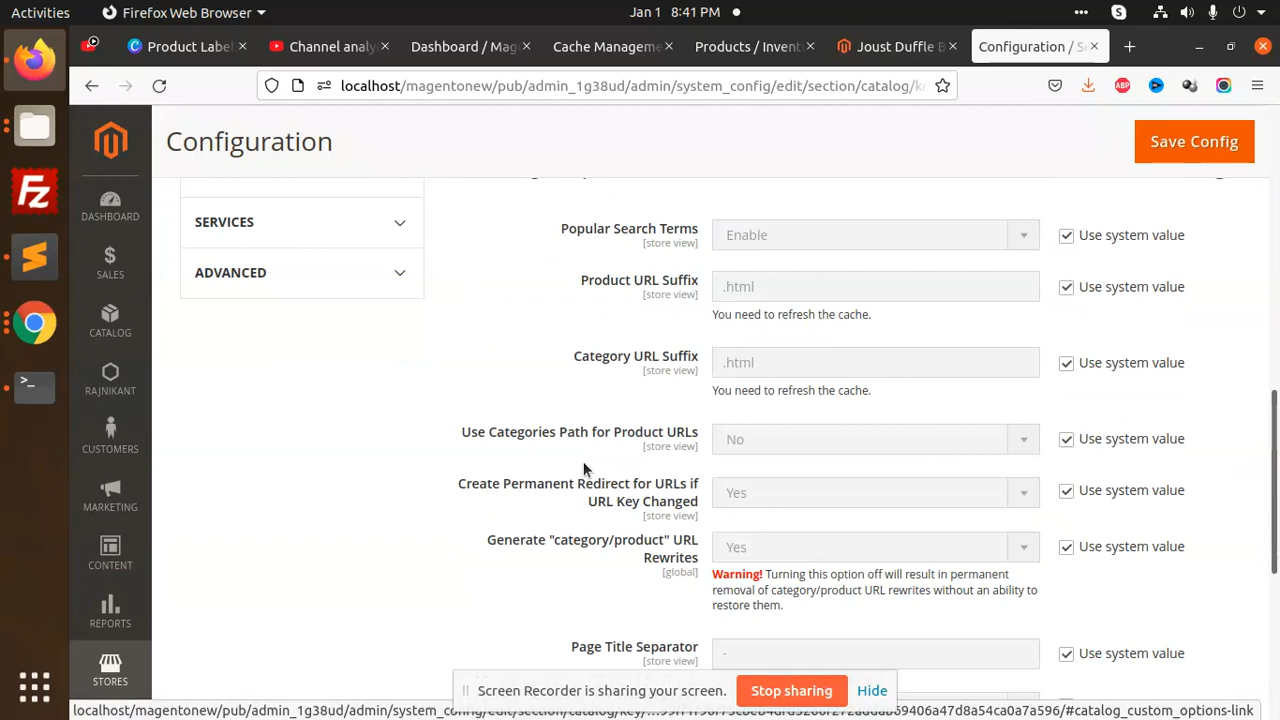 Activities
Firefox Web Browser
Jan 1 8:41 PM
Product Labe
Channel analy
Dashboard / Mag
Cache Manageme
Products / Invent
Joust Duffle B
Configuration / S
localhost/magentonew/pub/admin_1g38ud/admin/system_config/edit/section/catalog/k
ABP
Configuration
Save Config
DASHBOARD
SALES
CATALOG
RAJNIKANT
CUSTOMERS
MARKETING
CONTENT
REPORTS
STORES
SERVICES
ADVANCED
Popular Search Terms
[store view]
Enable
Use system value
Product URL Suffix
[store view]
.html
Use system value
You need to refresh the cache.
Category URL Suffix
[store view]
.html
Use system value
You need to refresh the cache.
Use Categories Path for Product URLs
[store view]
No
Use system value
Create Permanent Redirect for URLs if
URL Key Changed
[store view]
Yes
Use system value
Generate "category/product" URL
Rewrites
[global]
Yes
Use system value
Warning! Turning this option off will result in permanent
removal of category/product URL rewrites without an ability to
restore them.
Page Title Separator
[store view]
-
Use system value
Screen Recorder is sharing your screen.
Stop sharing
Hide